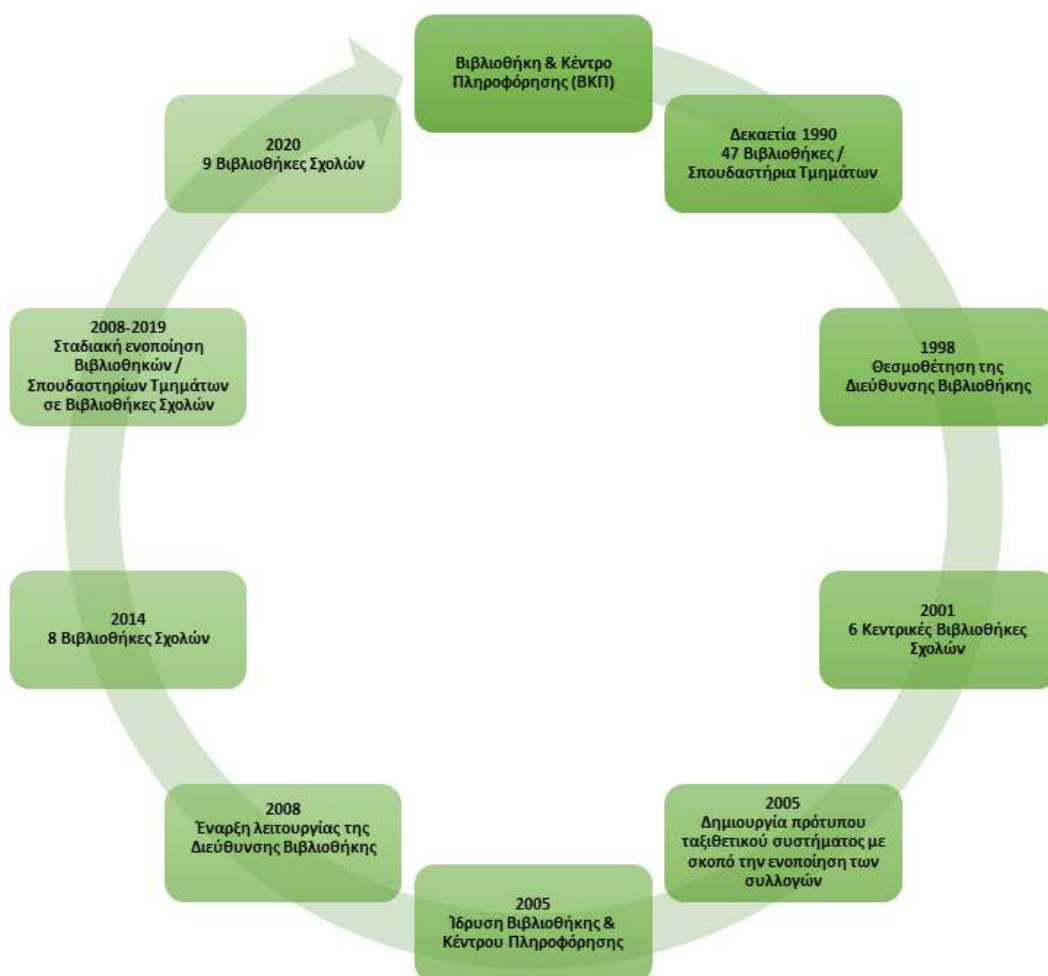 Βιβλιοθήκη & Κέντρο
Πληροφόρησης (ΒΚΠ)
Δεκαετία 1990
47 Βιβλιοθήκες /
Σπουδαστήρια Τμημάτων
1998
Θεσμοθέτηση της
Διεύθυνσης Βιβλιοθήκης
2001
6 Κεντρικές Βιβλιοθήκες
Σχολών
2005
Δημιουργία πρότυπου
ταξιθετικού συστήματος με
σκοπό την ενοποίηση των
συλλογών
2005
Ίδρυση Βιβλιοθήκης &
Κέντρου Πληροφόρησης
2008
Έναρξη λειτουργίας της
Διεύθυνσης Βιβλιοθήκης
2014
8 Βιβλιοθήκες Σχολών
2008-2019
Σταδιακή ενοποίηση
Βιβλιοθηκών /
Σπουδαστηρίων Τμημάτων
σε Βιβλιοθήκες Σχολών
2020
9 Βιβλιοθήκες Σχολών